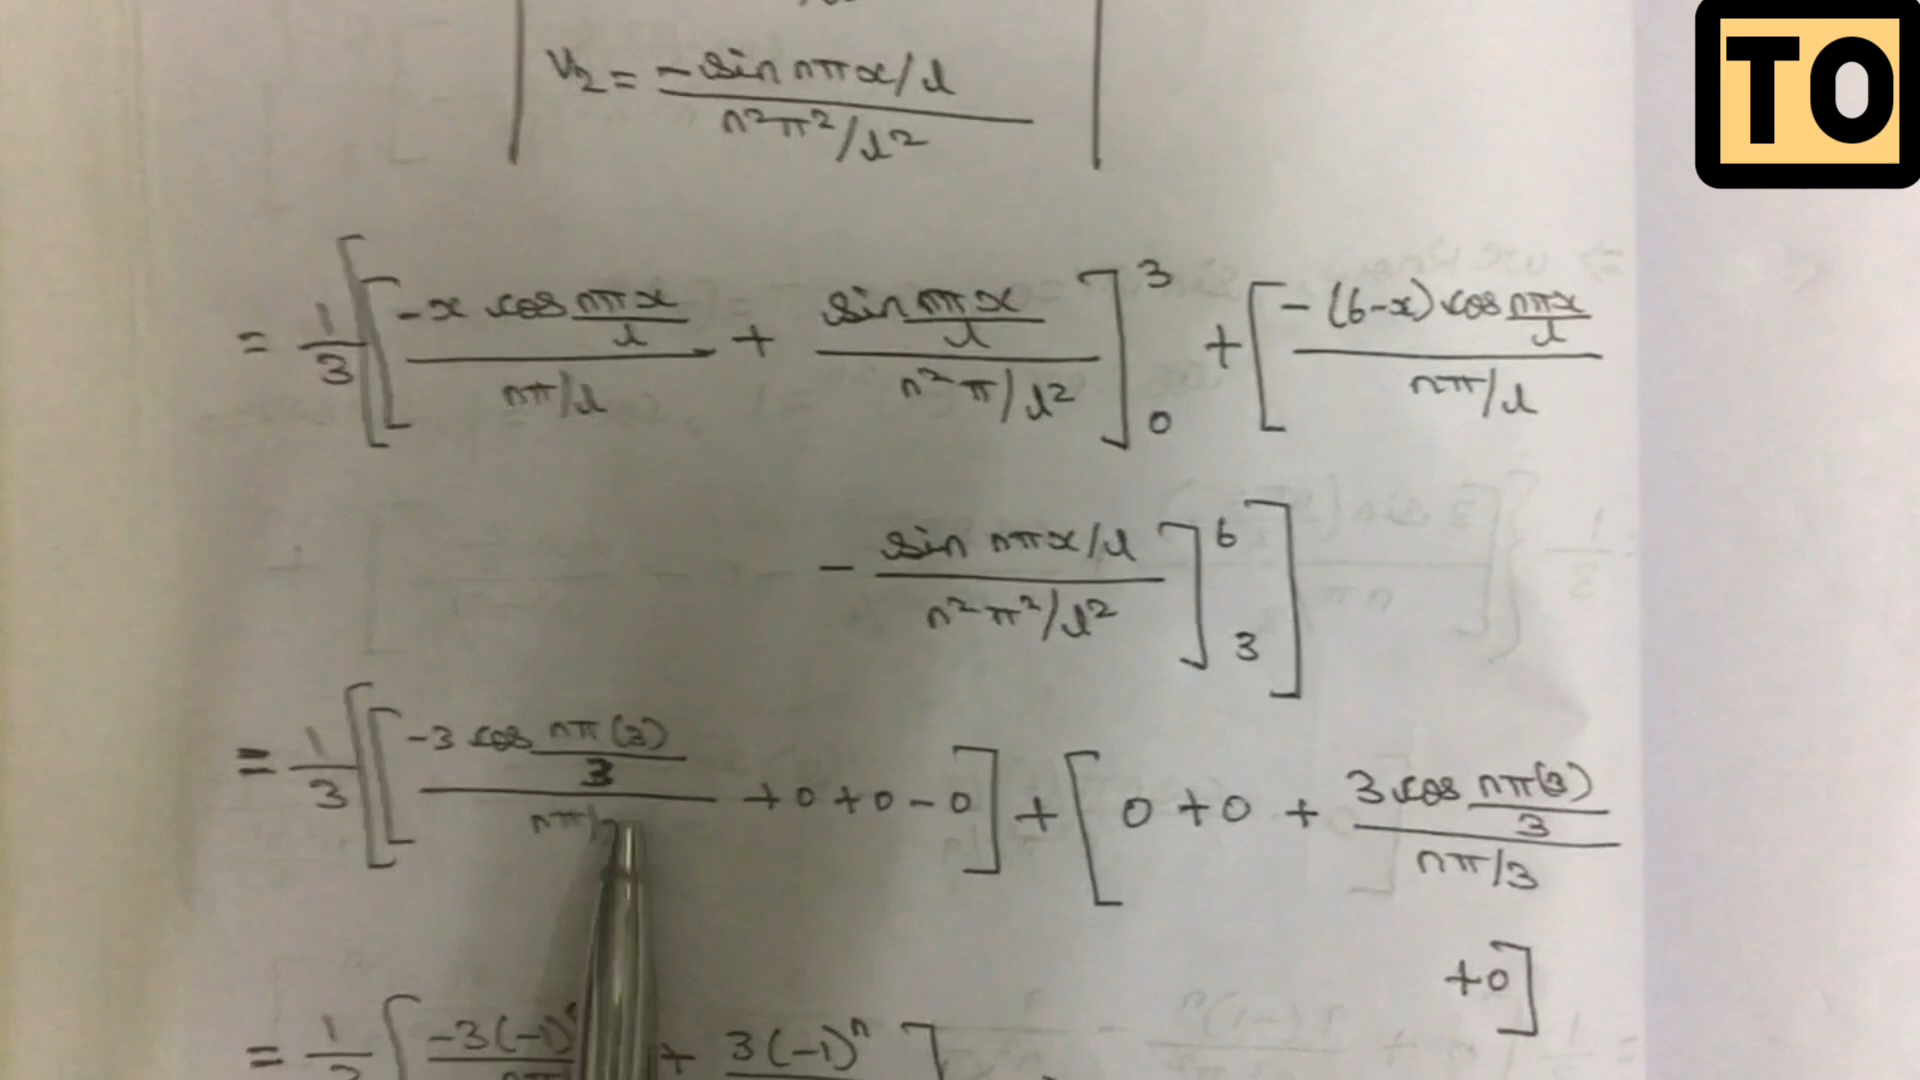 TO
V₂ = -sin nπx/l
n²π²/l²
= 1/3 [[ -x cos nπx/l / nπ/l + sin nπx/l / n²π/l² ]₀³ + [ -(6-x) cos nπx/l / nπ/l
- sin nπx/l / n²π²/l² ]₃⁶ ]
= 1/3 [[ -3 cos nπ(3)/3 / nπ/ + 0 + 0 - 0 ] + [ 0 + 0 + 3 cos nπ(3)/3 / nπ/3
+0 ]
= 1/ [ -3(-1)ⁿ + 3(-1)ⁿ ]